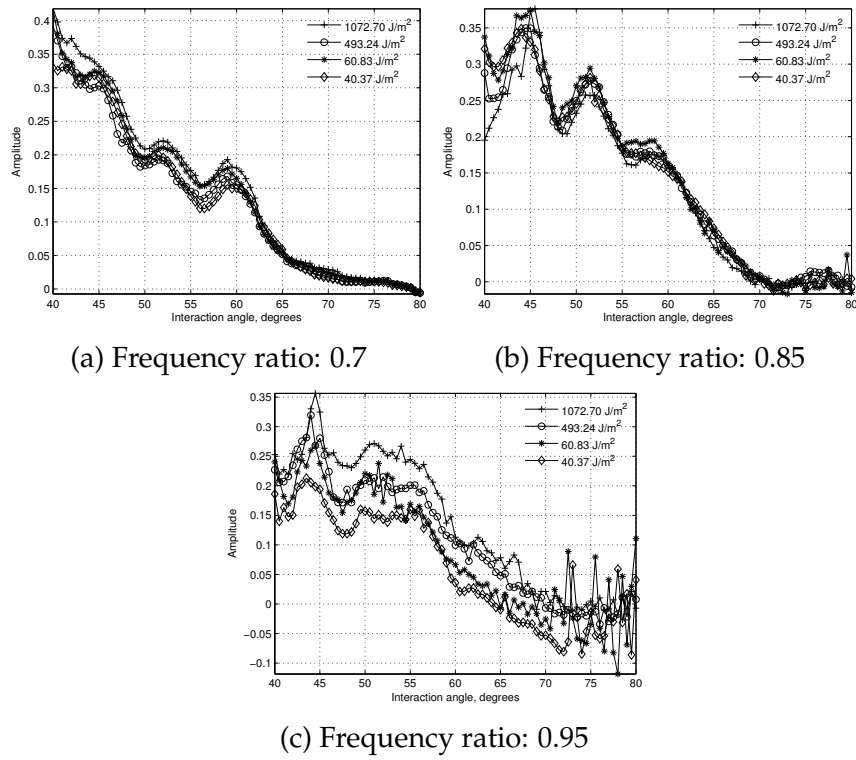 0.4
0.35
0.3
0.25
0.2
0.15
0.1
0.05
0
Amplitude
40 45 50 55 60 65 70 75 80
Interaction angle, degrees
1072.70 J/m²
493.24 J/m²
60.83 J/m²
40.37 J/m²
(a) Frequency ratio: 0.7
0.35
0.3
0.25
0.2
0.15
0.1
0.05
0
Amplitude
40 45 50 55 60 65 70 75 80
Interaction angle, degrees
1072.70 J/m²
493.24 J/m²
60.83 J/m²
40.37 J/m²
(b) Frequency ratio: 0.85
0.35
0.3
0.25
0.2
0.15
0.1
0.05
0
−0.05
−0.1
Amplitude
40 45 50 55 60 65 70 75 80
Interaction angle, degrees
1072.70 J/m²
493.24 J/m²
60.83 J/m²
40.37 J/m²
(c) Frequency ratio: 0.95